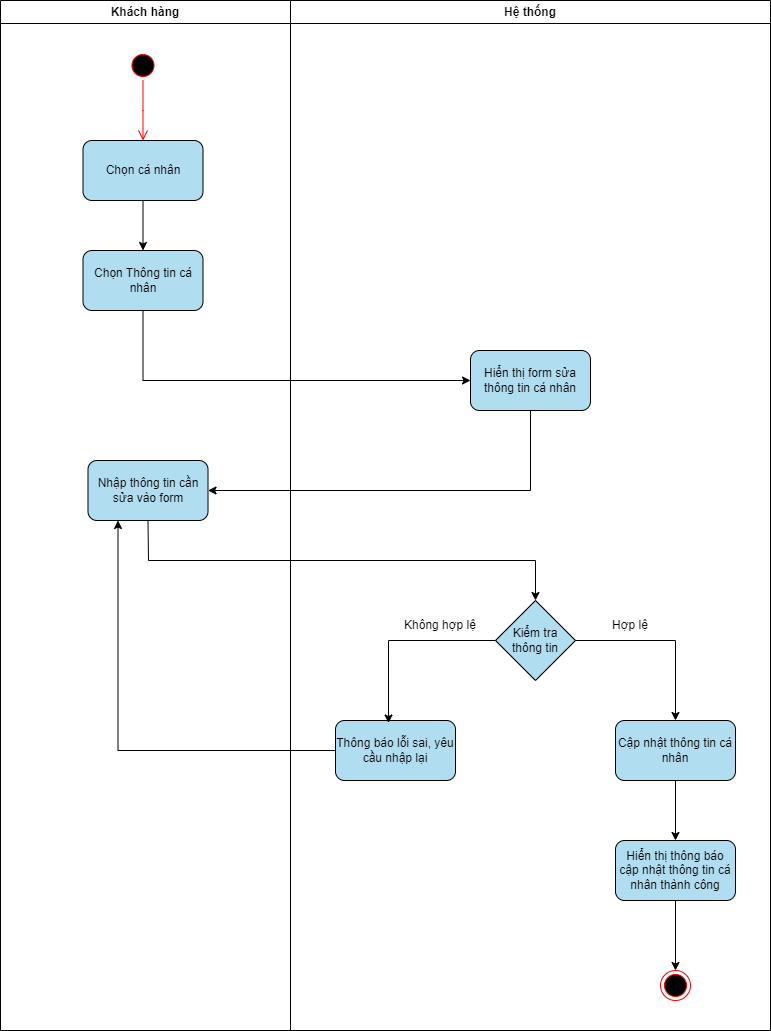 Khách hàng
Hệ thống
Chọn cá nhân
Chọn Thông tin cá
nhân
Hiển thị form sửa
thông tin cá nhân
Nhập thông tin cần
sửa vào form
Kiểm tra
thông tin
Không hợp lệ
Hợp lệ
Thông báo lỗi sai, yêu
cầu nhập lại
Cập nhật thông tin cá
nhân
Hiển thị thông báo
cập nhật thông tin cá
nhân thành công